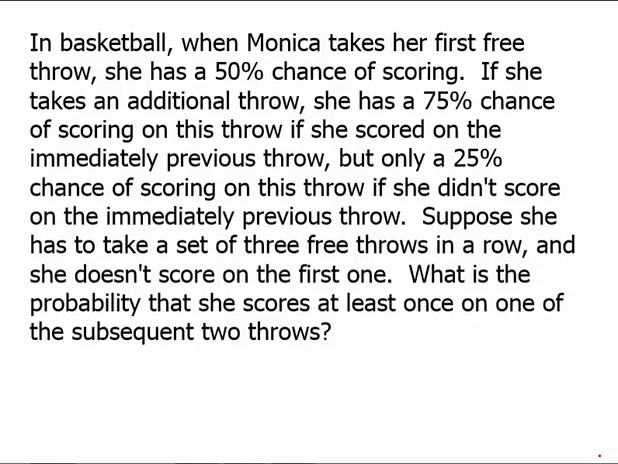 In basketball, when Monica takes her first free
throw, she has a 50% chance of scoring.  If she
takes an additional throw, she has a 75% chance
of scoring on this throw if she scored on the
immediately previous throw, but only a 25%
chance of scoring on this throw if she didn't score
on the immediately previous throw.  Suppose she
has to take a set of three free throws in a row, and
she doesn't score on the first one.  What is the
probability that she scores at least once on one of
the subsequent two throws?